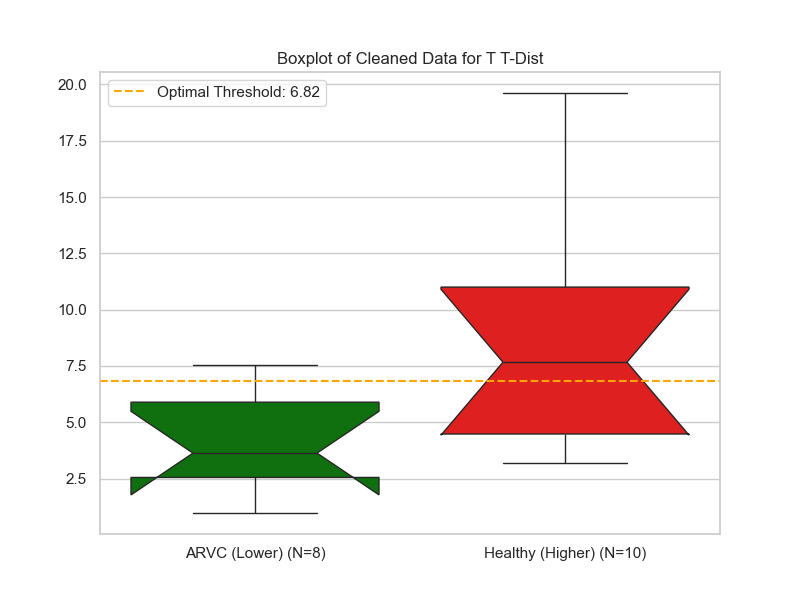 Boxplot of Cleaned Data for T T-Dist
Optimal Threshold: 6.82
20.0
17.5
15.0
12.5
10.0
7.5
5.0
2.5
ARVC (Lower) (N=8)
Healthy (Higher) (N=10)